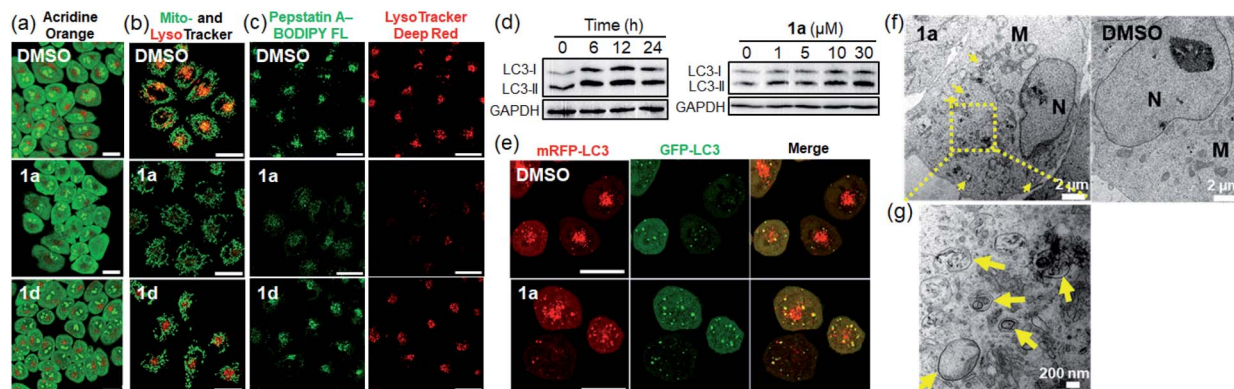 (a)
Acridine
Orange
DMSO
1a
1d
(b)
Mito- and
LysoTracker
DMSO
1a
1d
(c)
Pepstatin A–
BODIPY FL
LysoTracker
Deep Red
DMSO
1a
1d
(d)
Time (h)
0 6 12 24
LC3-I
LC3-II
GAPDH
1a (μM)
0 1 5 10 30
LC3-I
LC3-II
GAPDH
(e)
mRFP-LC3 GFP-LC3 Merge
DMSO
1a
(f)
1a
M
N
2 μm
DMSO
N
M
2 μm
(g)
200 nm